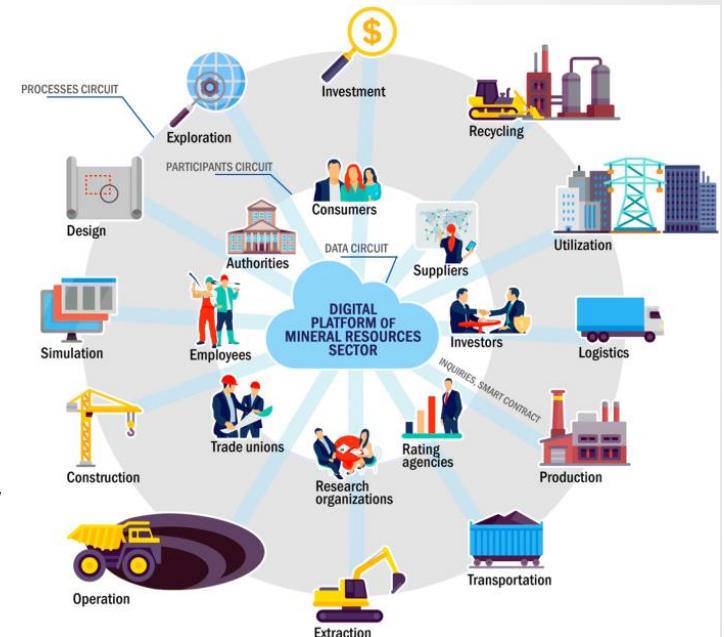 $
Investment
PROCESSES CIRCUIT
Exploration
Recycling
PARTICIPANTS CIRCUIT
Consumers
Design
Authorities
DATA CIRCUIT
Suppliers
Utilization
DIGITAL
PLATFORM OF
MINERAL RESOURCES
SECTOR
Simulation
Employees
Investors
Logistics
INQUIRIES, SMART CONTRACT
Construction
Trade unions
Rating
agencies
Production
Research
organizations
Operation
Transportation
Extraction